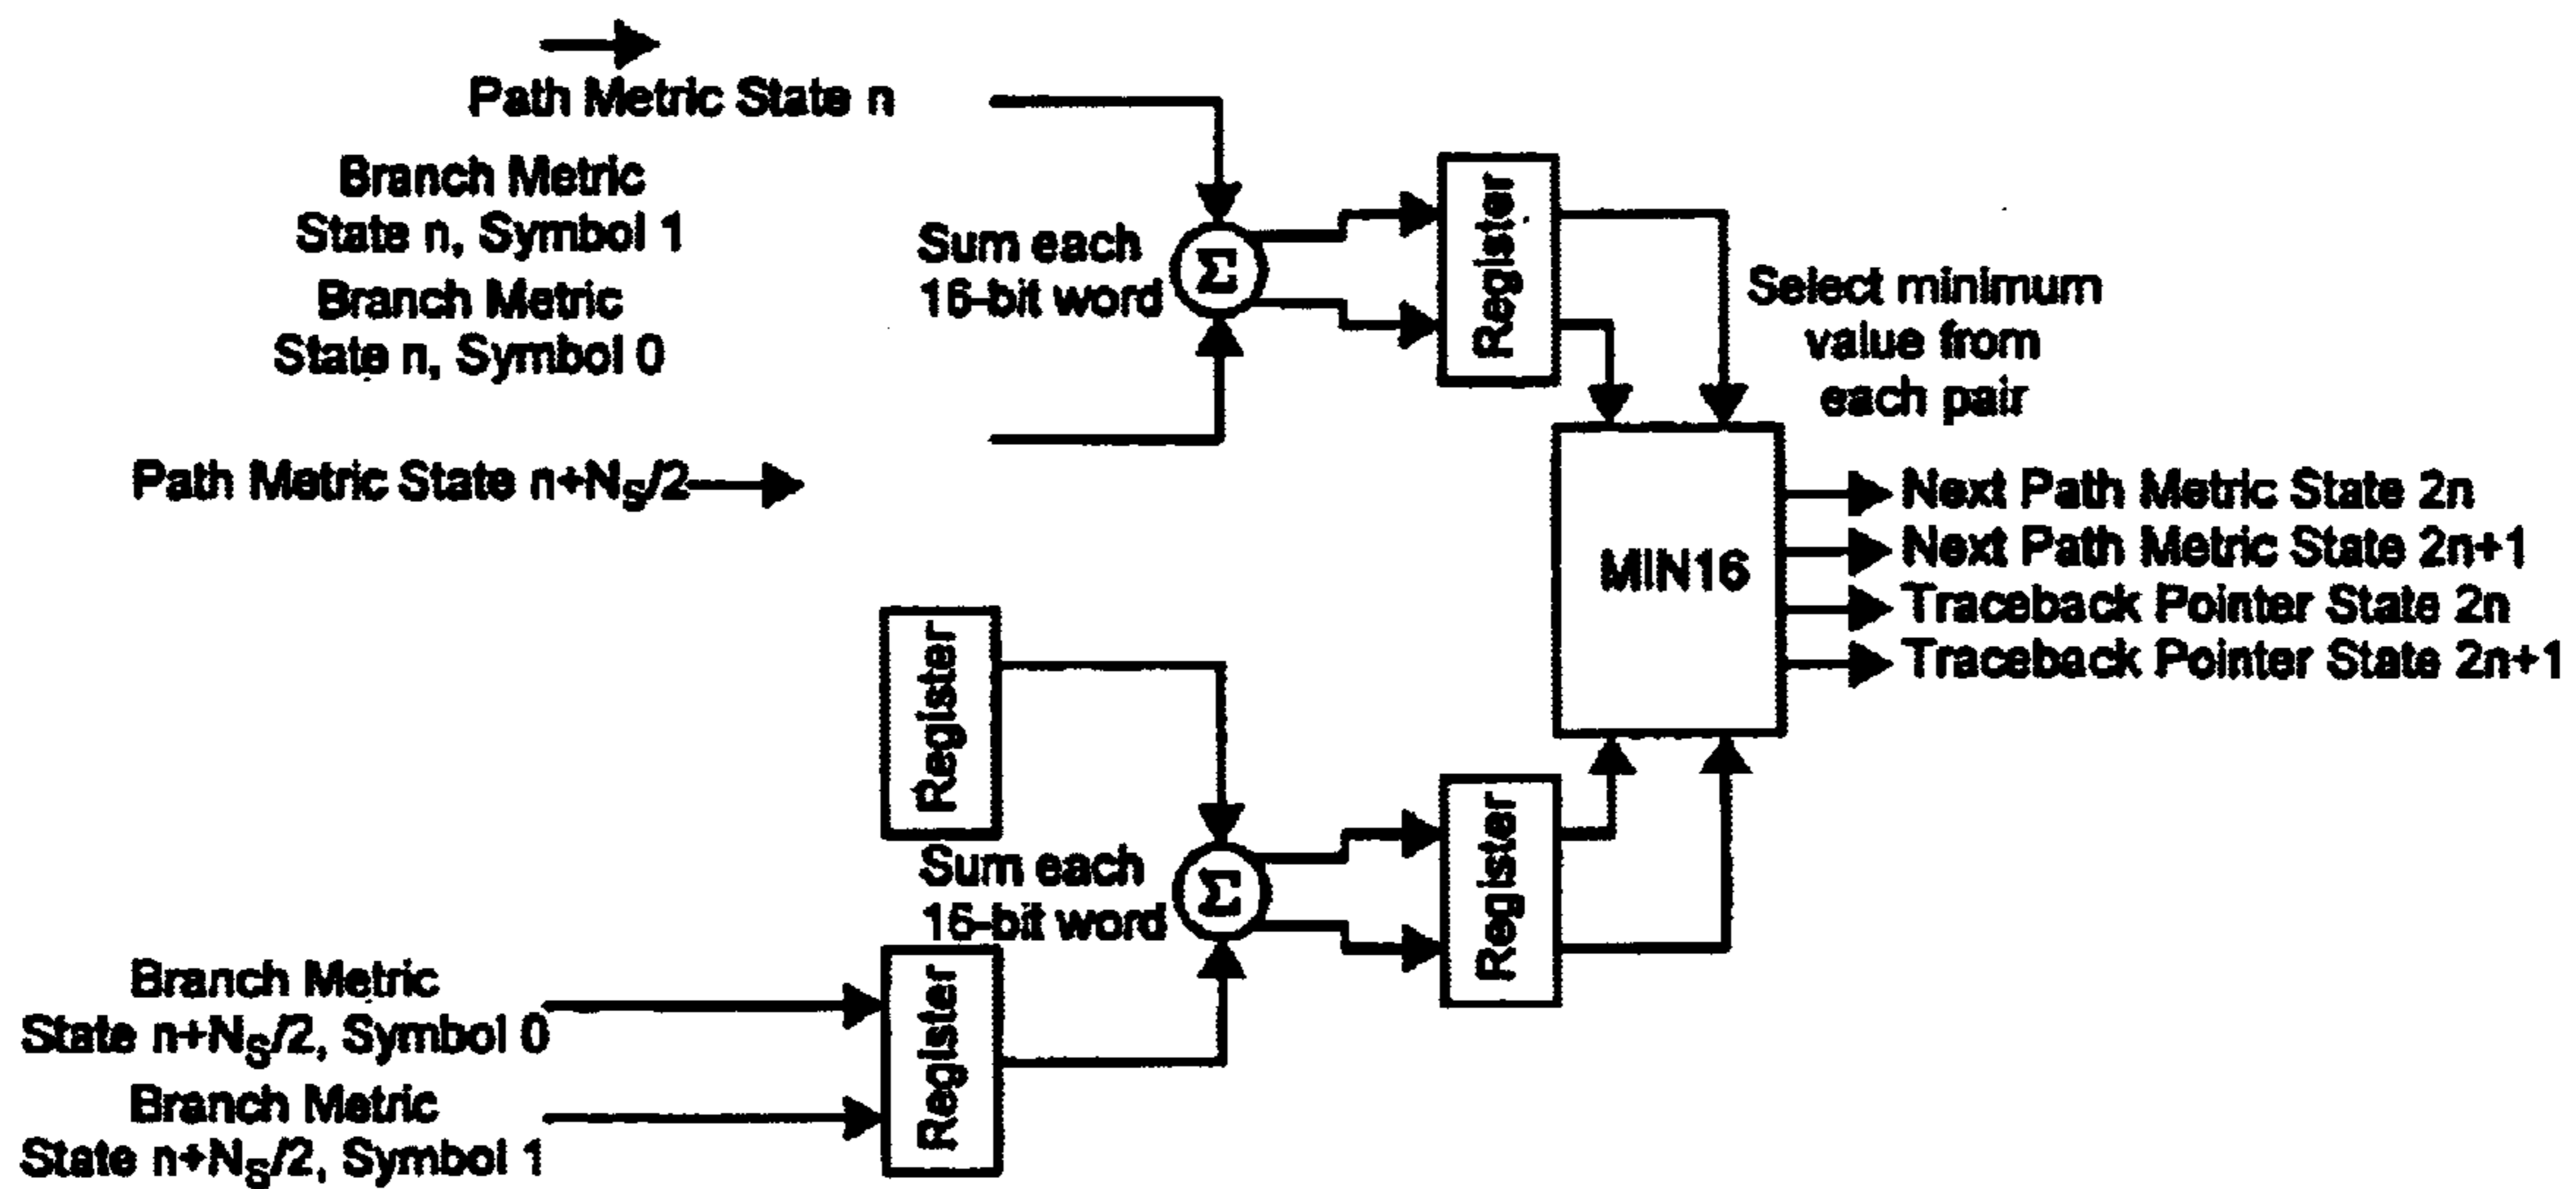 Path Metric State n
Branch Metric
State n, Symbol 1
Branch Metric
State n, Symbol 0
Sum each
16-bit word
Σ
Register
Select minimum
value from
each pair
Path Metric State n+N_S/2
MIN16
Next Path Metric State 2n
Next Path Metric State 2n+1
Traceback Pointer State 2n
Traceback Pointer State 2n+1
Register
Sum each
16-bit word
Σ
Register
Branch Metric
State n+N_S/2, Symbol 0
Register
Branch Metric
State n+N_S/2, Symbol 1